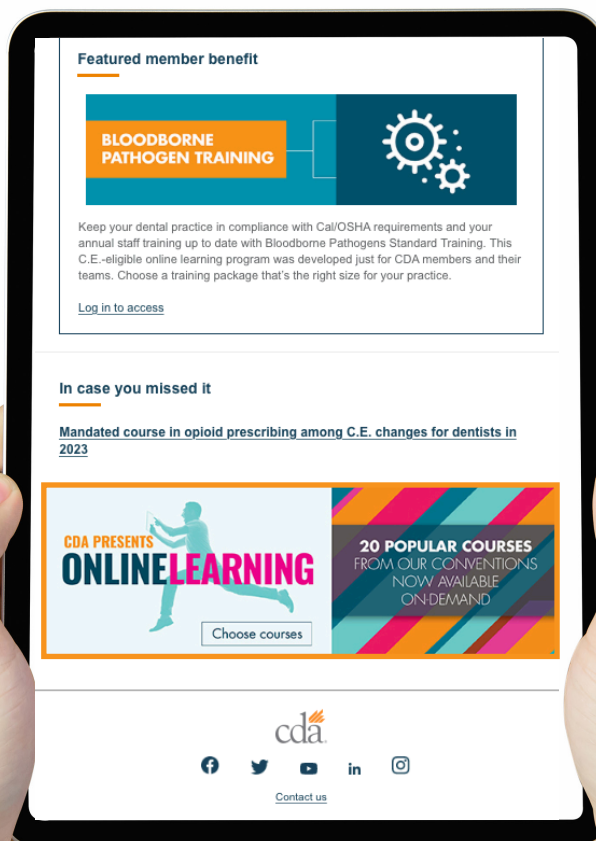 Featured member benefit
BLOODBORNE
PATHOGEN TRAINING
Keep your dental practice in compliance with Cal/OSHA requirements and your
annual staff training up to date with Bloodborne Pathogens Standard Training. This
C.E.-eligible online learning program was developed just for CDA members and their
teams. Choose a training package that's the right size for your practice.
Log in to access
In case you missed it
Mandated course in opioid prescribing among C.E. changes for dentists in
2023
CDA PRESENTS
ONLINELEARNING
Choose courses
20 POPULAR COURSES
FROM OUR CONVENTIONS
NOW AVAILABLE
ON-DEMAND
cda
Contact us